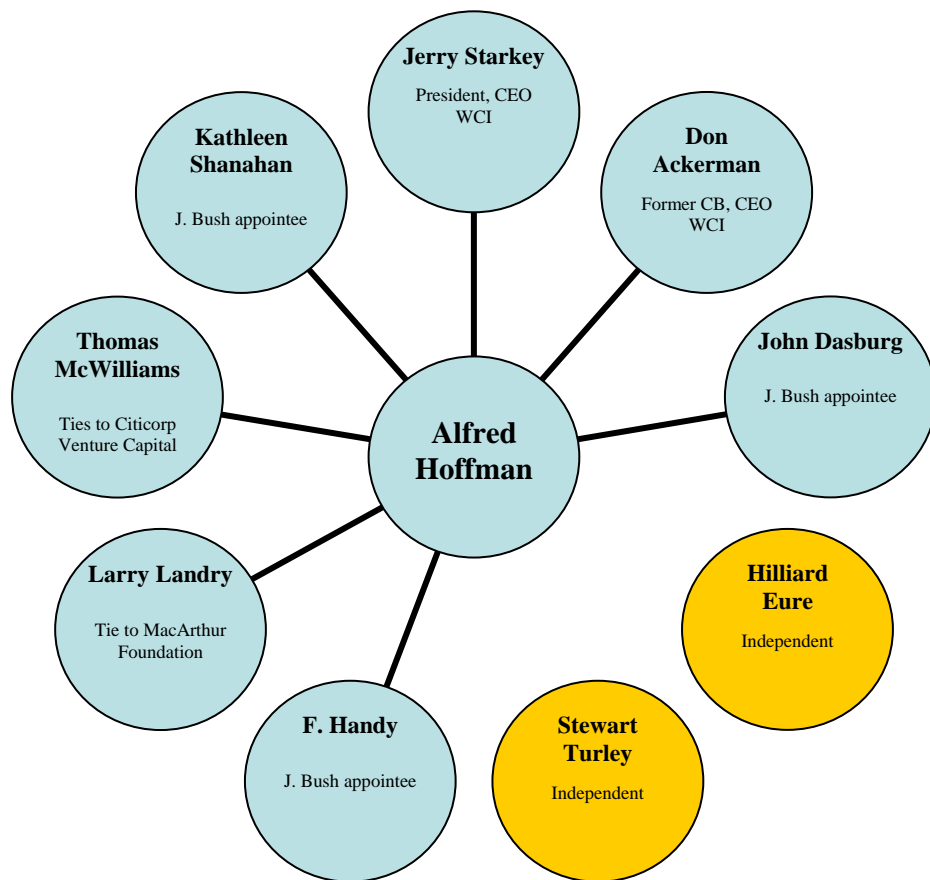 Jerry Starkey
President, CEO
WCI
Kathleen
Shanahan
J. Bush appointee
Don
Ackerman
Former CB, CEO
WCI
Thomas
McWilliams
Ties to Citicorp
Venture Capital
John Dasburg
J. Bush appointee
Alfred
Hoffman
Larry Landry
Tie to MacArthur
Foundation
Hilliard
Eure
Independent
F. Handy
J. Bush appointee
Stewart
Turley
Independent